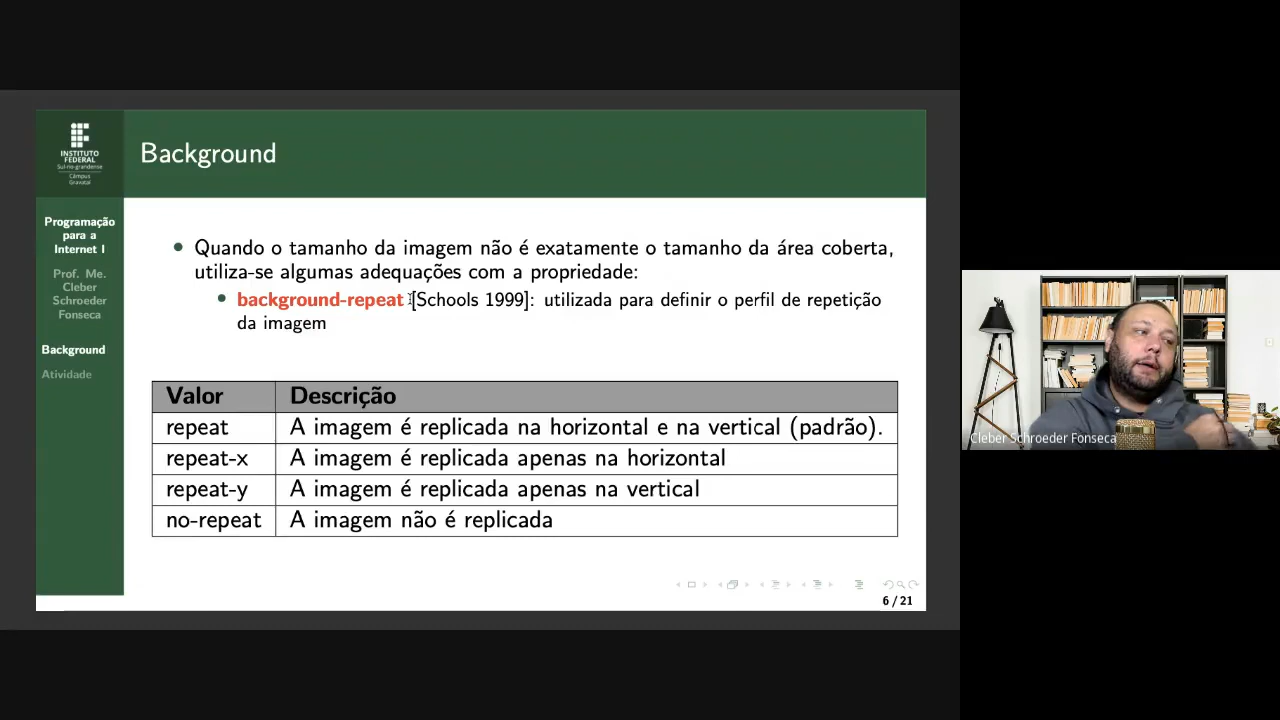 INSTITUTO
FEDERAL
Sul-rio-grandense
Câmpus
Gravataí
Background
Programação
para a
Internet I
Prof. Me.
Cleber
Schroeder
Fonseca
Background
Atividade
Quando o tamanho da imagem não é exatamente o tamanho da área coberta,
utiliza-se algumas adequações com a propriedade:
background-repeat [Schools 1999]: utilizada para definir o perfil de repetição
da imagem
Valor Descrição
repeat A imagem é replicada na horizontal e na vertical (padrão).
repeat-x A imagem é replicada apenas na horizontal
repeat-y A imagem é replicada apenas na vertical
no-repeat A imagem não é replicada
6 / 21
Cleber Schroeder Fonseca